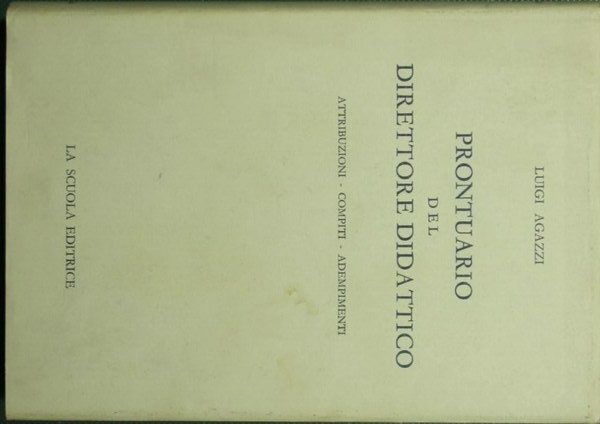 LUIGI AGAZZI
PRONTUARIO
DEL
DIRETTORE DIDATTICO
ATTRIBUZIONI - COMPITI - ADEMPIMENTI
LA SCUOLA EDITRICE